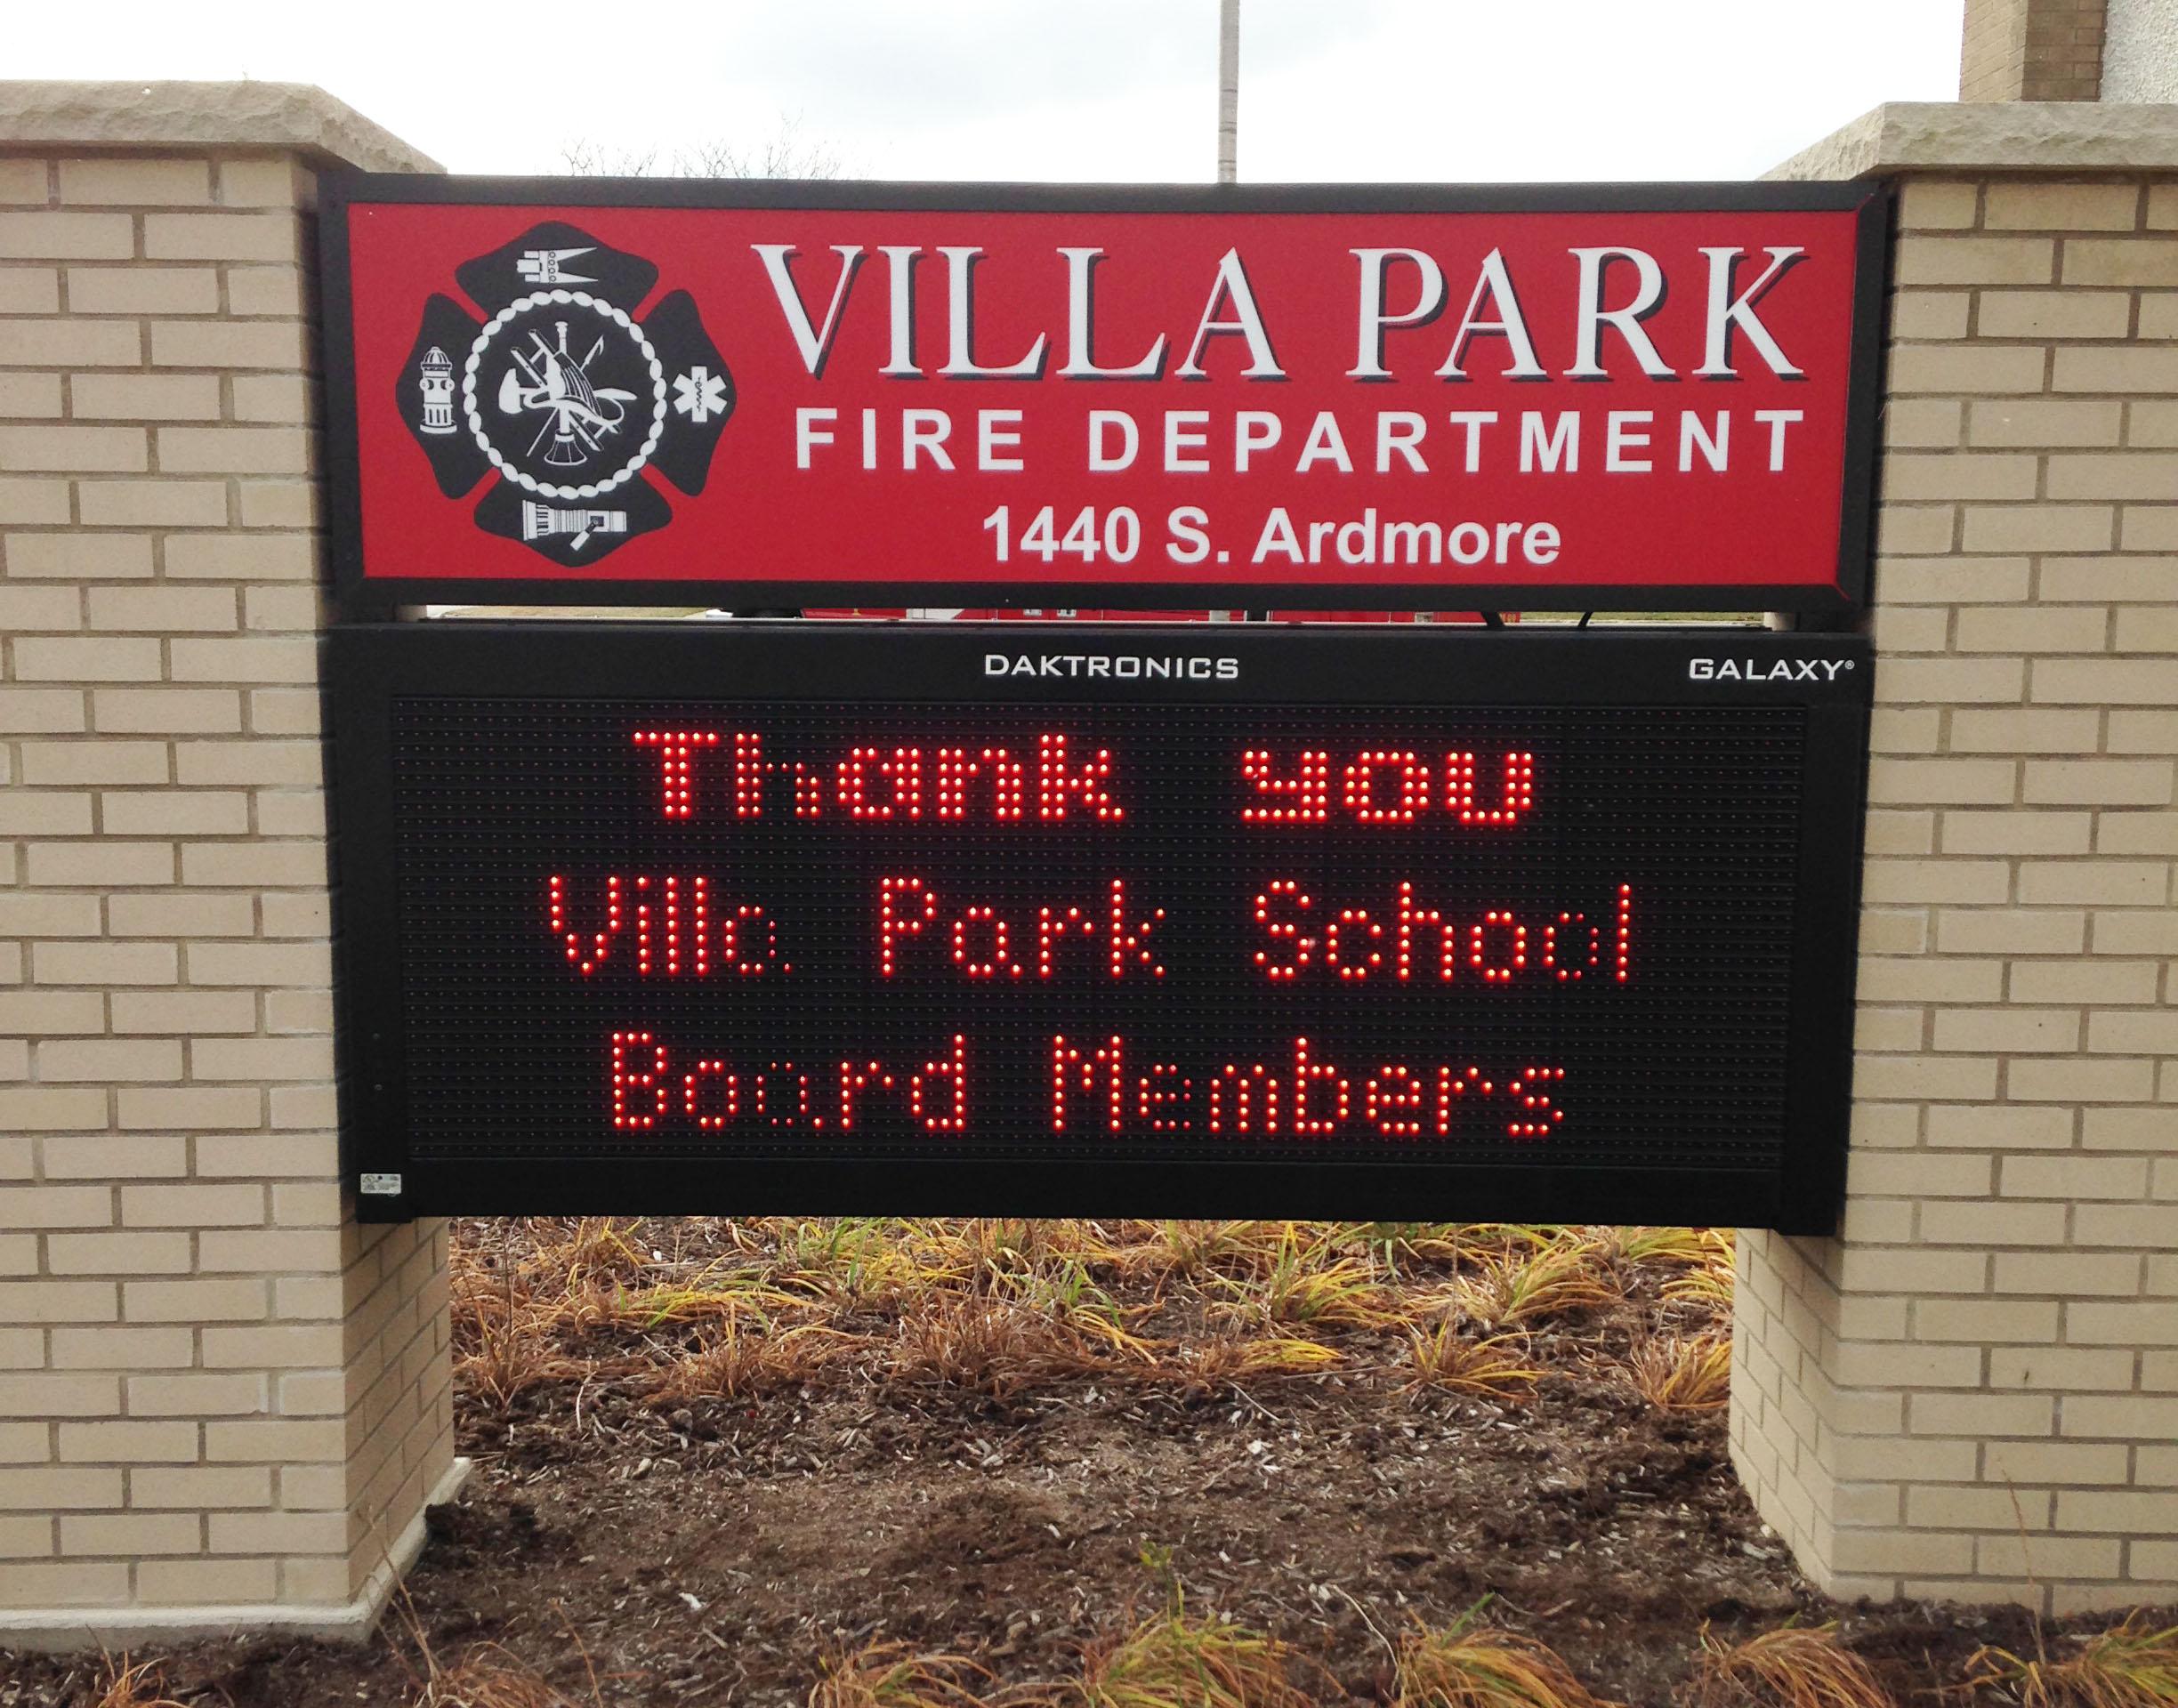 VILLA PARK
FIRE DEPARTMENT
1440 S. Ardmore
DAKTRONICS GALAXY®
Thank you
Villa Park School
Board Members